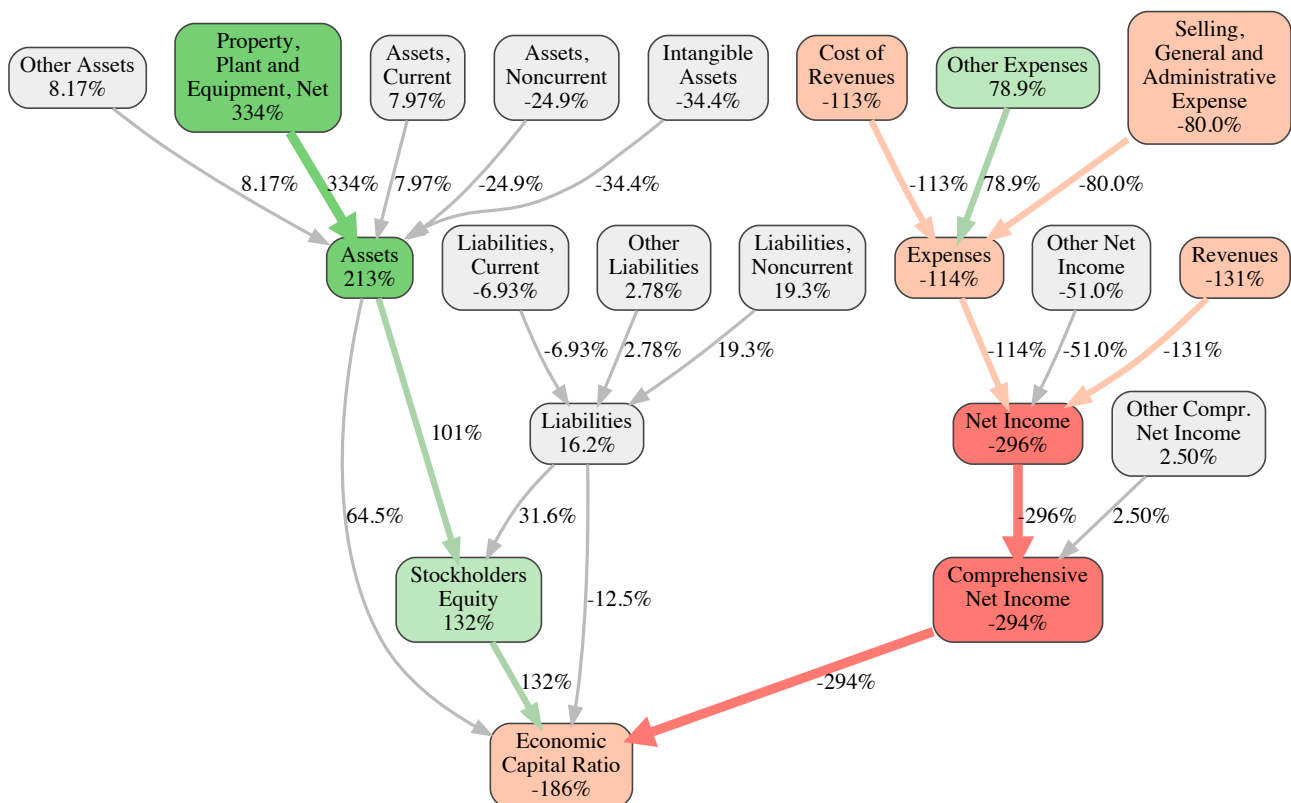 Other Assets
8.17%
Property,
Plant and
Equipment, Net
334%
Assets,
Current
7.97%
Assets,
Noncurrent
-24.9%
Intangible
Assets
-34.4%
Cost of
Revenues
-113%
Other Expenses
78.9%
Selling,
General and
Administrative
Expense
-80.0%
8.17%
334%
7.97%
-24.9%
-34.4%
-113%
78.9%
-80.0%
Assets
213%
Liabilities,
Current
-6.93%
Other
Liabilities
2.78%
Liabilities,
Noncurrent
19.3%
Expenses
-114%
Other Net
Income
-51.0%
Revenues
-131%
-6.93%
2.78%
19.3%
-114%
-51.0%
-131%
101%
Liabilities
16.2%
Net Income
-296%
Other Compr.
Net Income
2.50%
64.5%
31.6%
-296%
2.50%
Stockholders
Equity
132%
-12.5%
Comprehensive
Net Income
-294%
132%
-294%
Economic
Capital Ratio
-186%